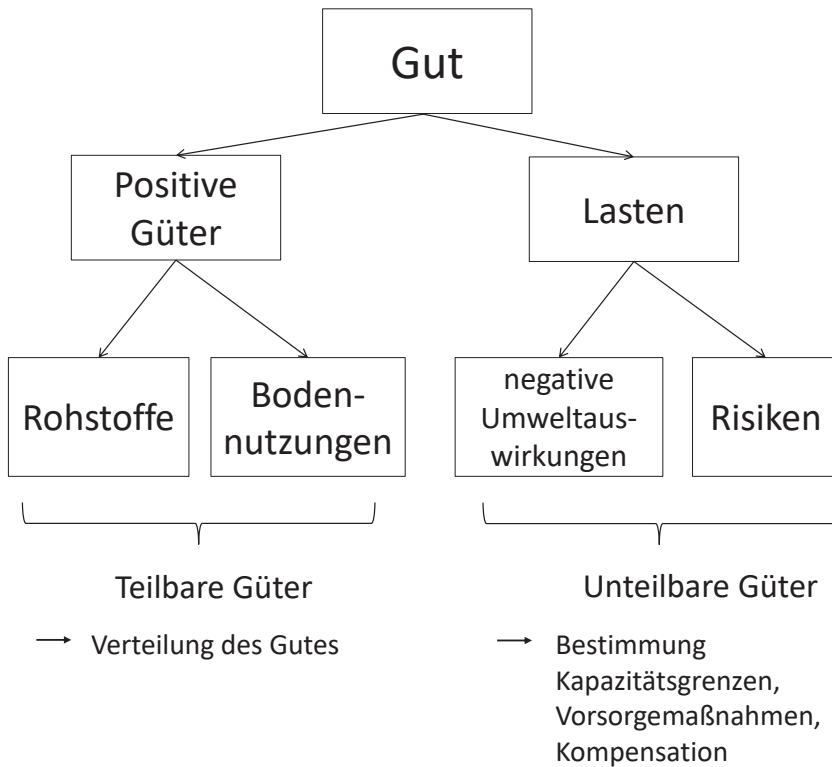 Gut
Positive
Güter
Lasten
Rohstoffe
Boden-
nutzungen
negative
Umweltaus-
wirkungen
Risiken
Teilbare Güter
→ Verteilung des Gutes
Unteilbare Güter
→ Bestimmung
Kapazitätsgrenzen,
Vorsorgemaßnahmen,
Kompensation